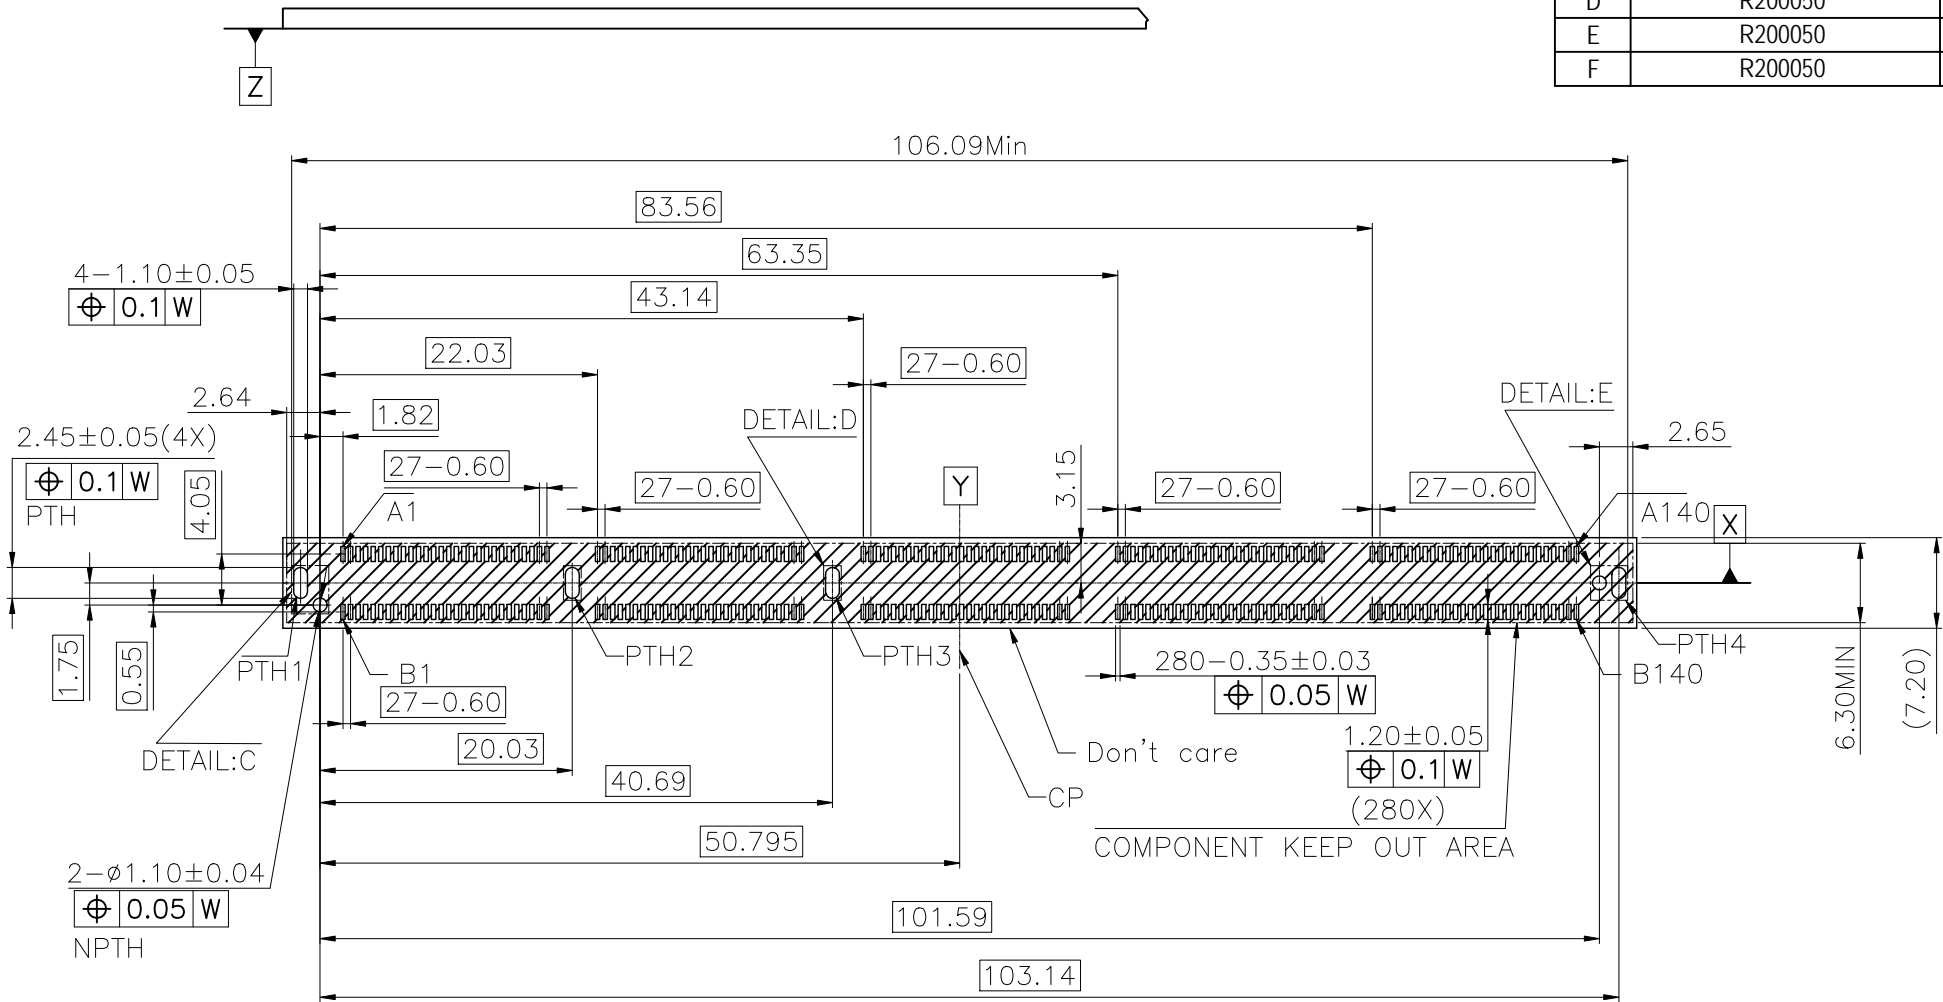 D R200050
E R200050
F R200050
Z
106.09Min
83.56
63.35
4-1.10±0.05
⌖ 0.1 W
43.14
22.03
27-0.60
2.64
1.82
DETAIL:D
DETAIL:E
2.45±0.05(4X)
⌖ 0.1 W
PTH
4.05
27-0.60
A1
27-0.60
Y
3.15
27-0.60
27-0.60
2.65
A140
X
1.75
0.55
PTH1
B1
27-0.60
PTH2
PTH3
280-0.35±0.03
⌖ 0.05 W
PTH4
B140
6.30MIN
(7.20)
DETAIL:C
20.03
Don't care
1.20±0.05
⌖ 0.1 W
(280X)
40.69
CP
COMPONENT KEEP OUT AREA
50.795
2-ø1.10±0.04
⌖ 0.05 W
NPTH
101.59
103.14